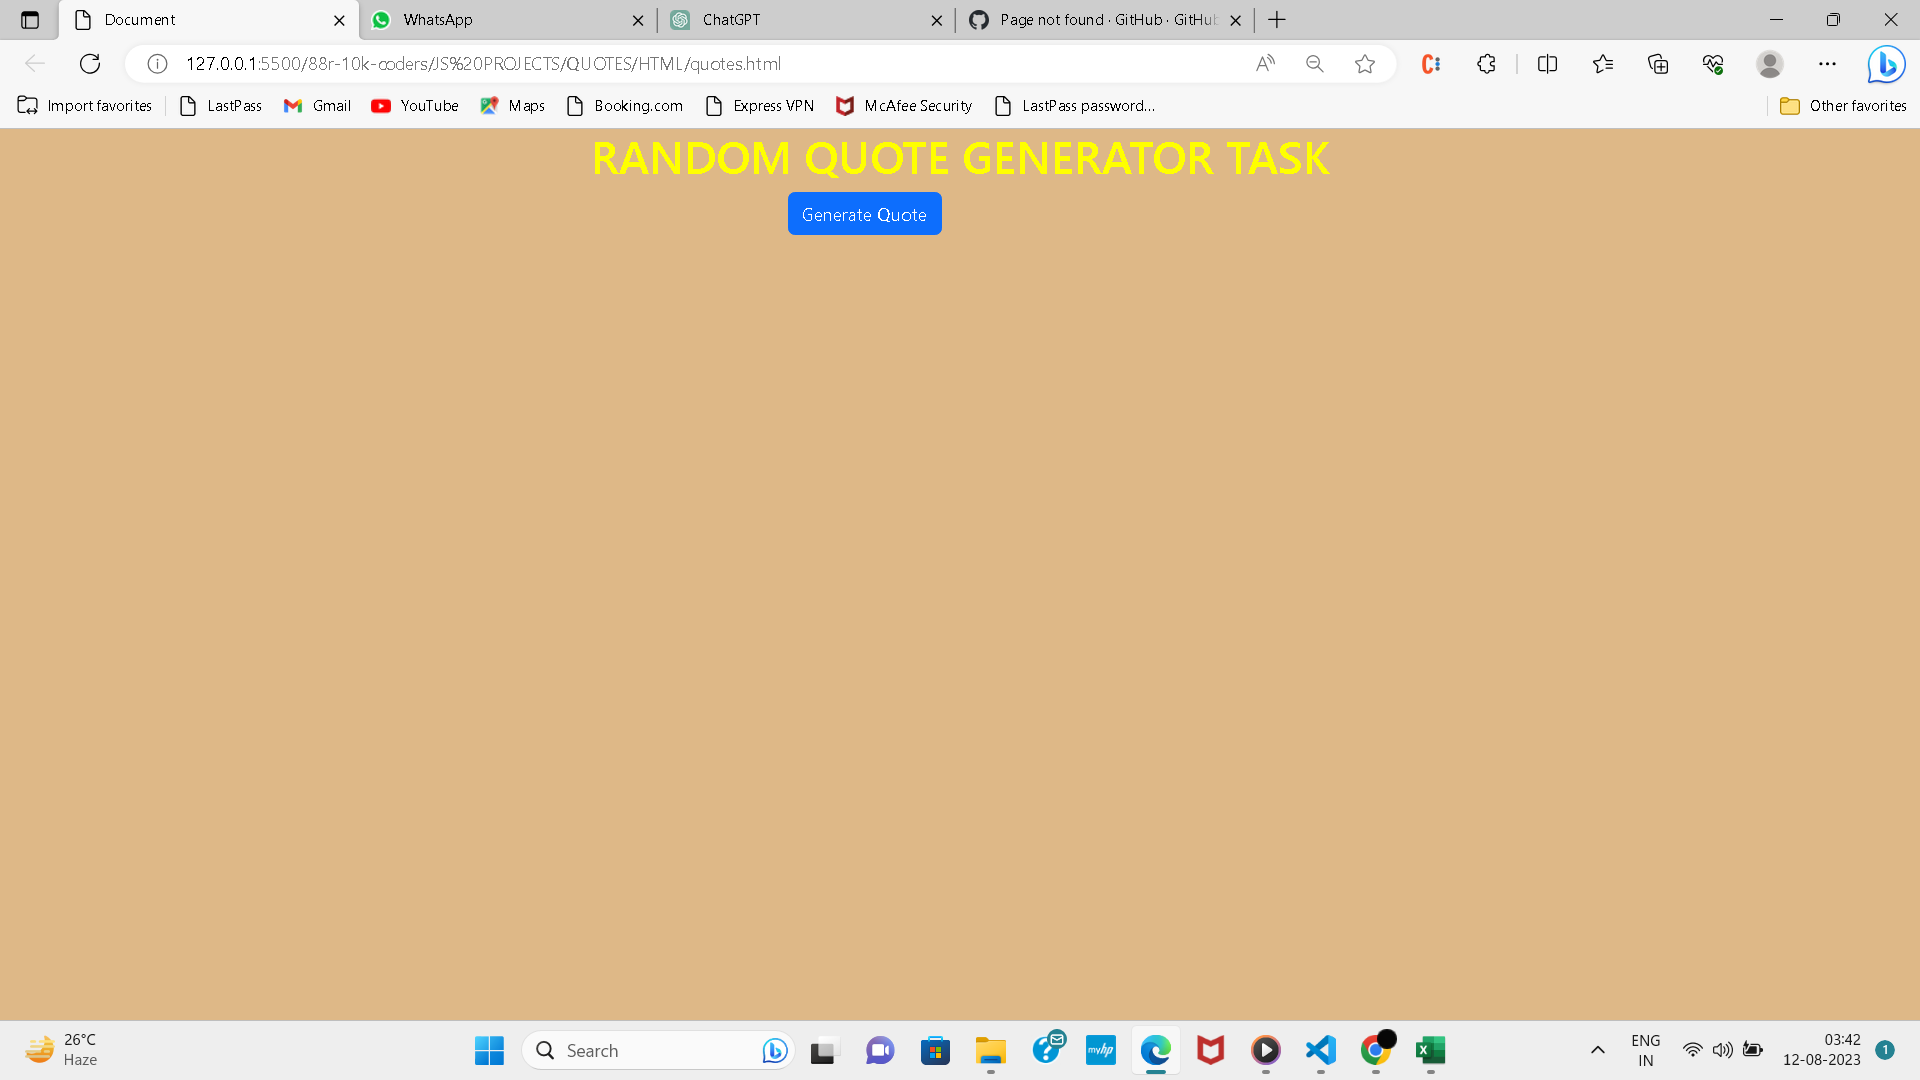 Document
WhatsApp
ChatGPT
Page not found · GitHub · GitHub
127.0.0.1:5500/88r-10k-coders/JS%20PROJECTS/QUOTES/HTML/quotes.html
Import favorites
LastPass
Gmail
YouTube
Maps
Booking.com
Express VPN
McAfee Security
LastPass password...
Other favorites
RANDOM QUOTE GENERATOR TASK
Generate Quote
26°C
Haze
Search
myhp
ENG
IN
03:42
12-08-2023
1